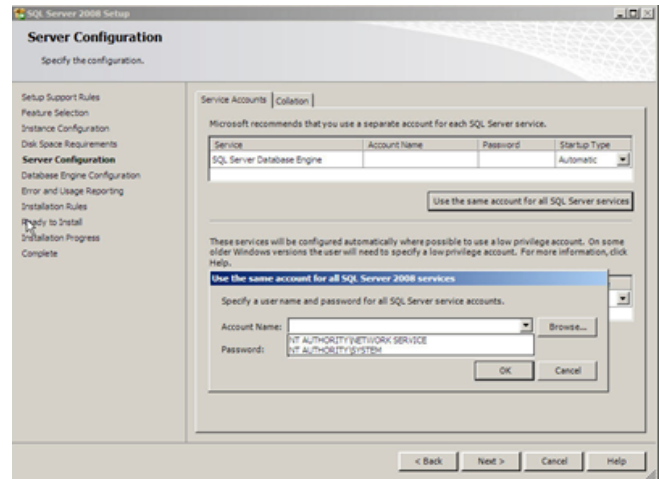 SQL Server 2008 Setup
Server Configuration
Specify the configuration.
Setup Support Rules
Feature Selection
Instance Configuration
Disk Space Requirements
Server Configuration
Database Engine Configuration
Error and Usage Reporting
Installation Rules
Ready to Install
Installation Progress
Complete
Service Accounts Collation
Microsoft recommends that you use a separate account for each SQL Server service.
Service Account Name Password Startup Type
SQL Server Database Engine Automatic
Use the same account for all SQL Server services
These services will be configured automatically where possible to use a low privilege account. On some
older Windows versions the user will need to specify a low privilege account. For more information, click
Help.
Use the same account for all SQL Server 2008 services
Specify a user name and password for all SQL Server service accounts.
Account Name: Browse...
NT AUTHORITY\NETWORK SERVICE
Password: NT AUTHORITY\SYSTEM
OK Cancel
< Back Next > Cancel Help